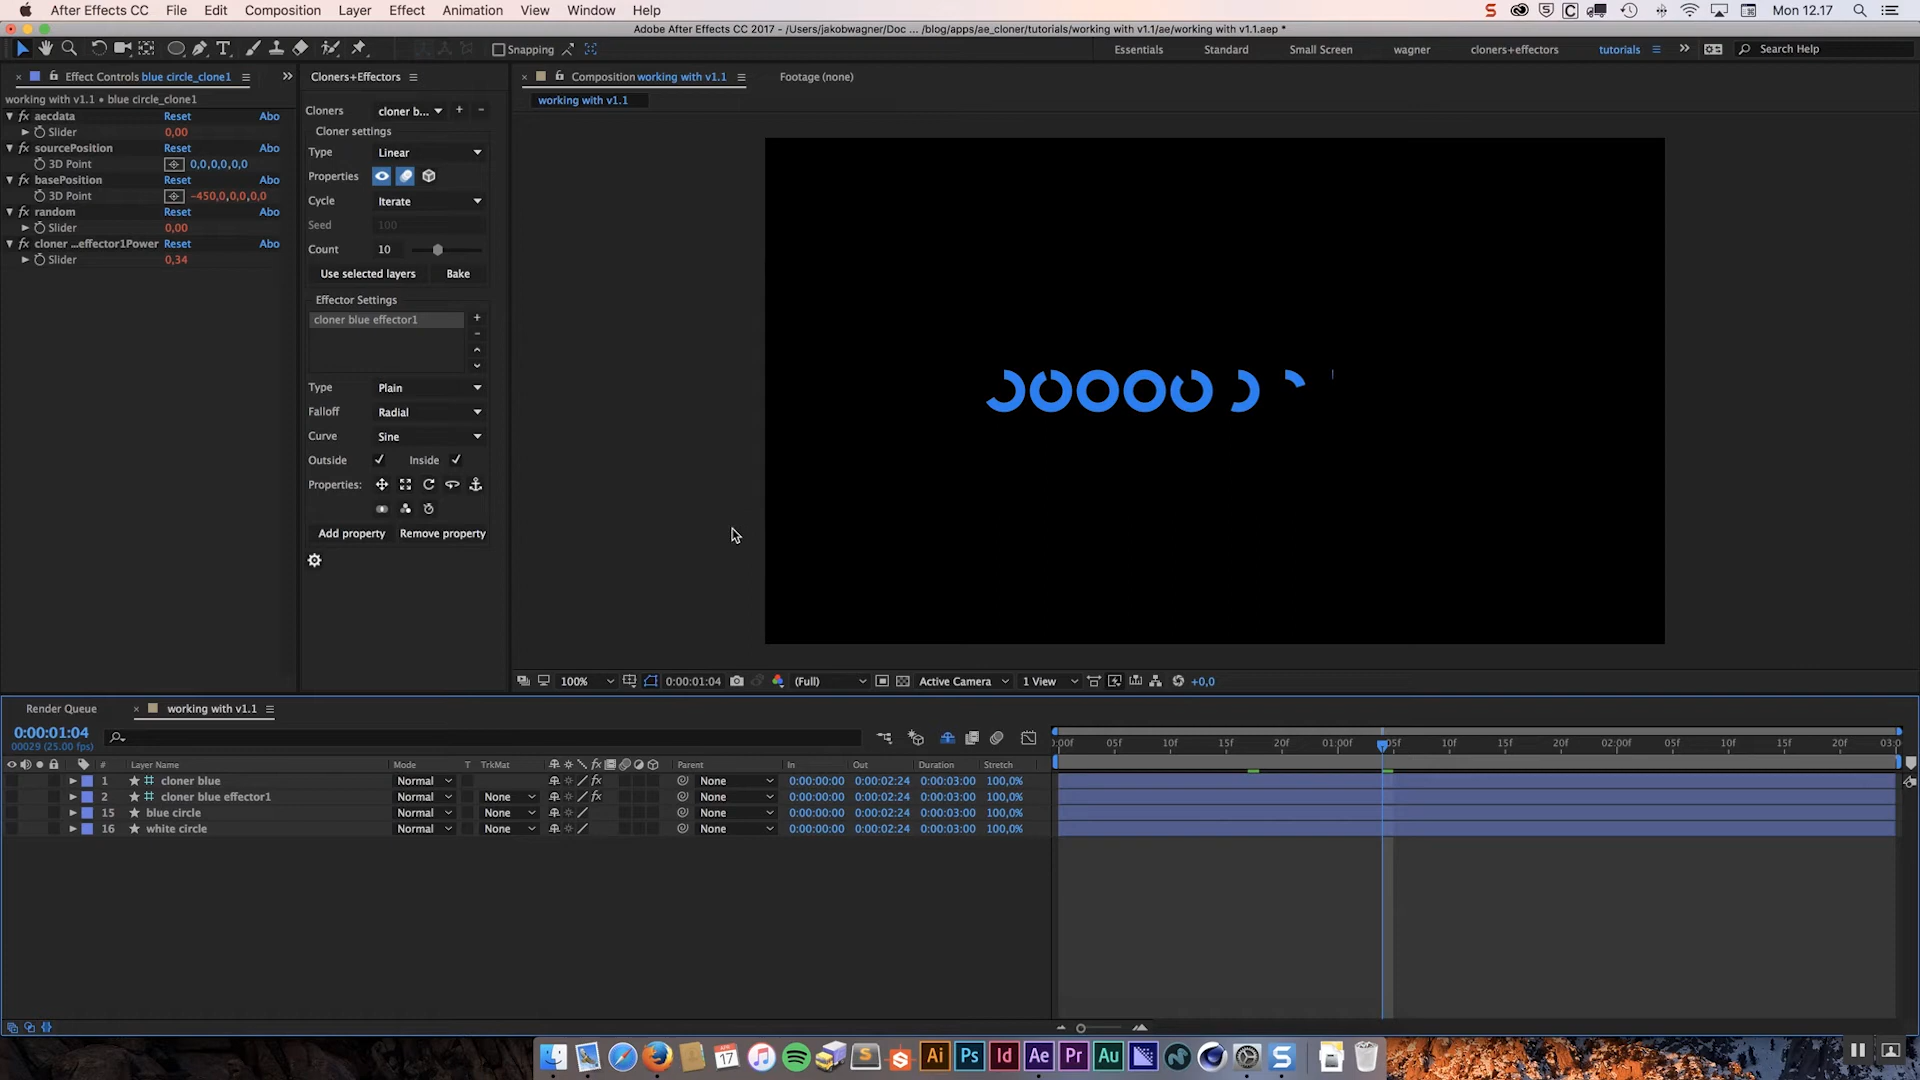 After Effects CC File Edit Composition Layer Effect Animation View Window Help Mon 12.17
Adobe After Effects CC 2017 - /Users/jakobwagner/Doc ... /blog/apps/ae_cloner/tutorials/working with v1.1/ae/working with v1.1.aep *
Snapping Essentials Standard Small Screen wagner cloners+effectors tutorials Search Help
Effect Controls blue circle_clone1 Cloners+Effectors Composition working with v1.1 Footage (none)
working with v1.1 • blue circle_clone1
working with v1.1
fx aecdata Reset Abo
Slider 0,00
fx sourcePosition Reset Abo
3D Point 0,0,0,0,0,0
fx basePosition Reset Abo
3D Point -450,0,0,0,0,0
fx random Reset Abo
Slider 0,00
fx cloner ...effector1Power Reset Abo
Slider 0,34
Cloners cloner b...
Cloner settings
Type Linear
Properties
Cycle Iterate
Seed 100
Count 10
Use selected layers Bake
Effector Settings
cloner blue effector1
Type Plain
Falloff Radial
Curve Sine
Outside Inside
Properties:
Add property Remove property
100% 0:00:01:04 (Full) Active Camera 1 View +0,0
Render Queue working with v1.1
0:00:01:04
00029 (25.00 fps)
:00f 05f 10f 15f 20f 01:00f 05f 10f 15f 20f 02:00f 05f 10f 15f 20f 03:0
# Layer Name Mode T TrkMat Parent In Out Duration Stretch
1 cloner blue Normal None 0:00:00:00 0:00:02:24 0:00:03:00 100,0%
2 cloner blue effector1 Normal None None 0:00:00:00 0:00:02:24 0:00:03:00 100,0%
15 blue circle Normal None None 0:00:00:00 0:00:02:24 0:00:03:00 100,0%
16 white circle Normal None None 0:00:00:00 0:00:02:24 0:00:03:00 100,0%
17 Ai Ps Id Ae Pr Au